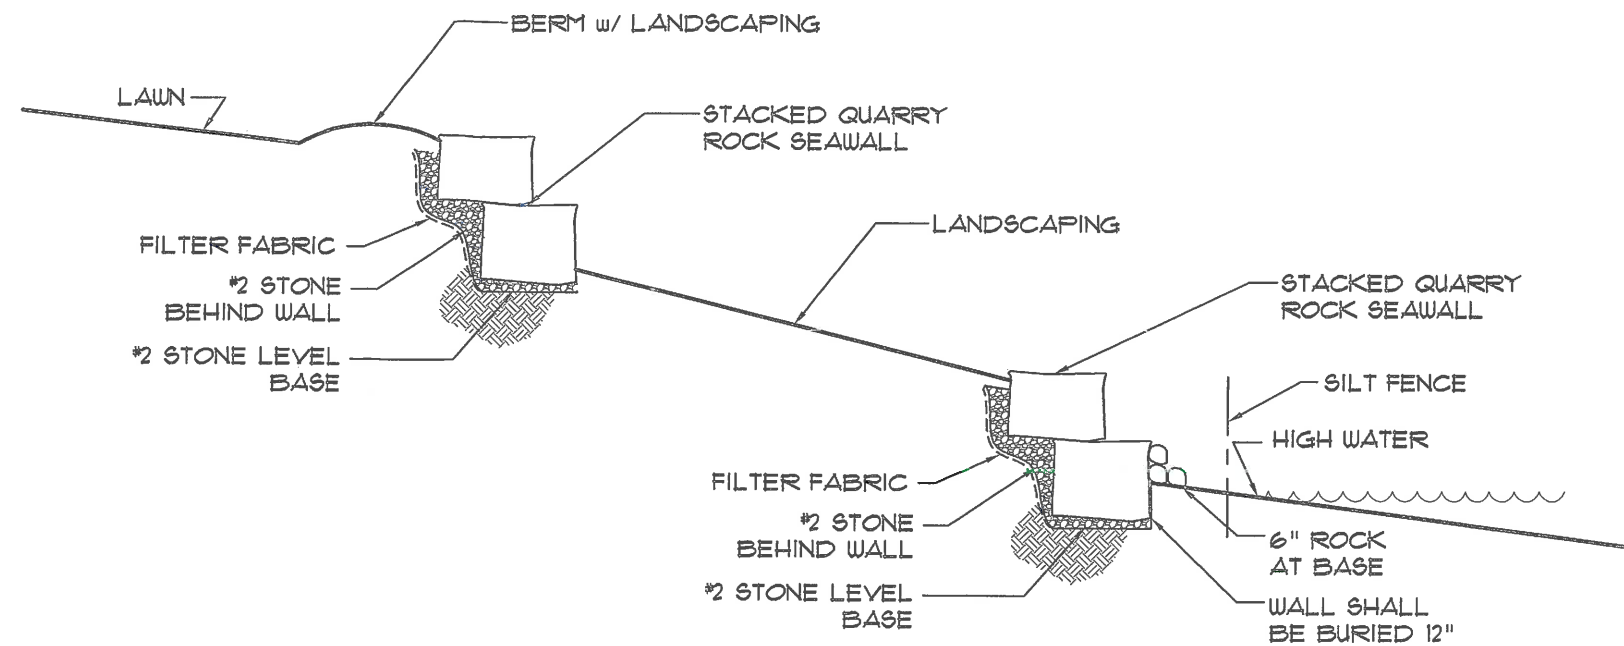 BERM w/ LANDSCAPING
LAWN
STACKED QUARRY
ROCK SEAWALL
LANDSCAPING
FILTER FABRIC
#2 STONE
BEHIND WALL
#2 STONE LEVEL
BASE
STACKED QUARRY
ROCK SEAWALL
SILT FENCE
HIGH WATER
FILTER FABRIC
#2 STONE
BEHIND WALL
#2 STONE LEVEL
BASE
6" ROCK
AT BASE
WALL SHALL
BE BURIED 12"